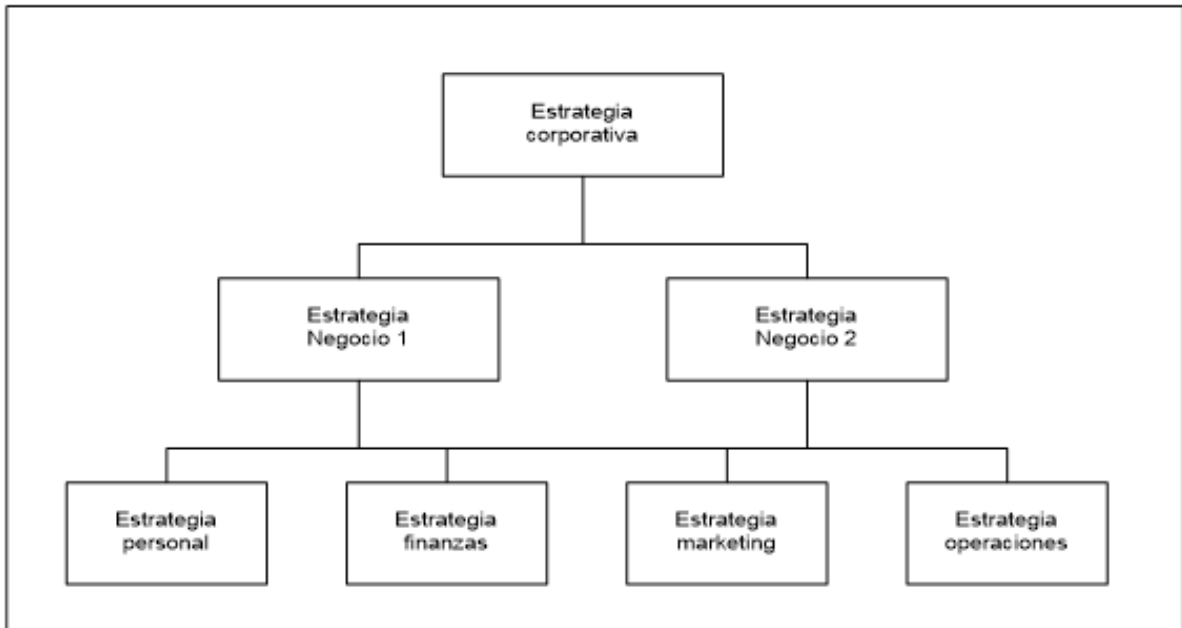 Estrategia
corporativa
Estrategia
Negocio 1
Estrategia
Negocio 2
Estrategia
personal
Estrategia
finanzas
Estrategia
marketing
Estrategia
operaciones